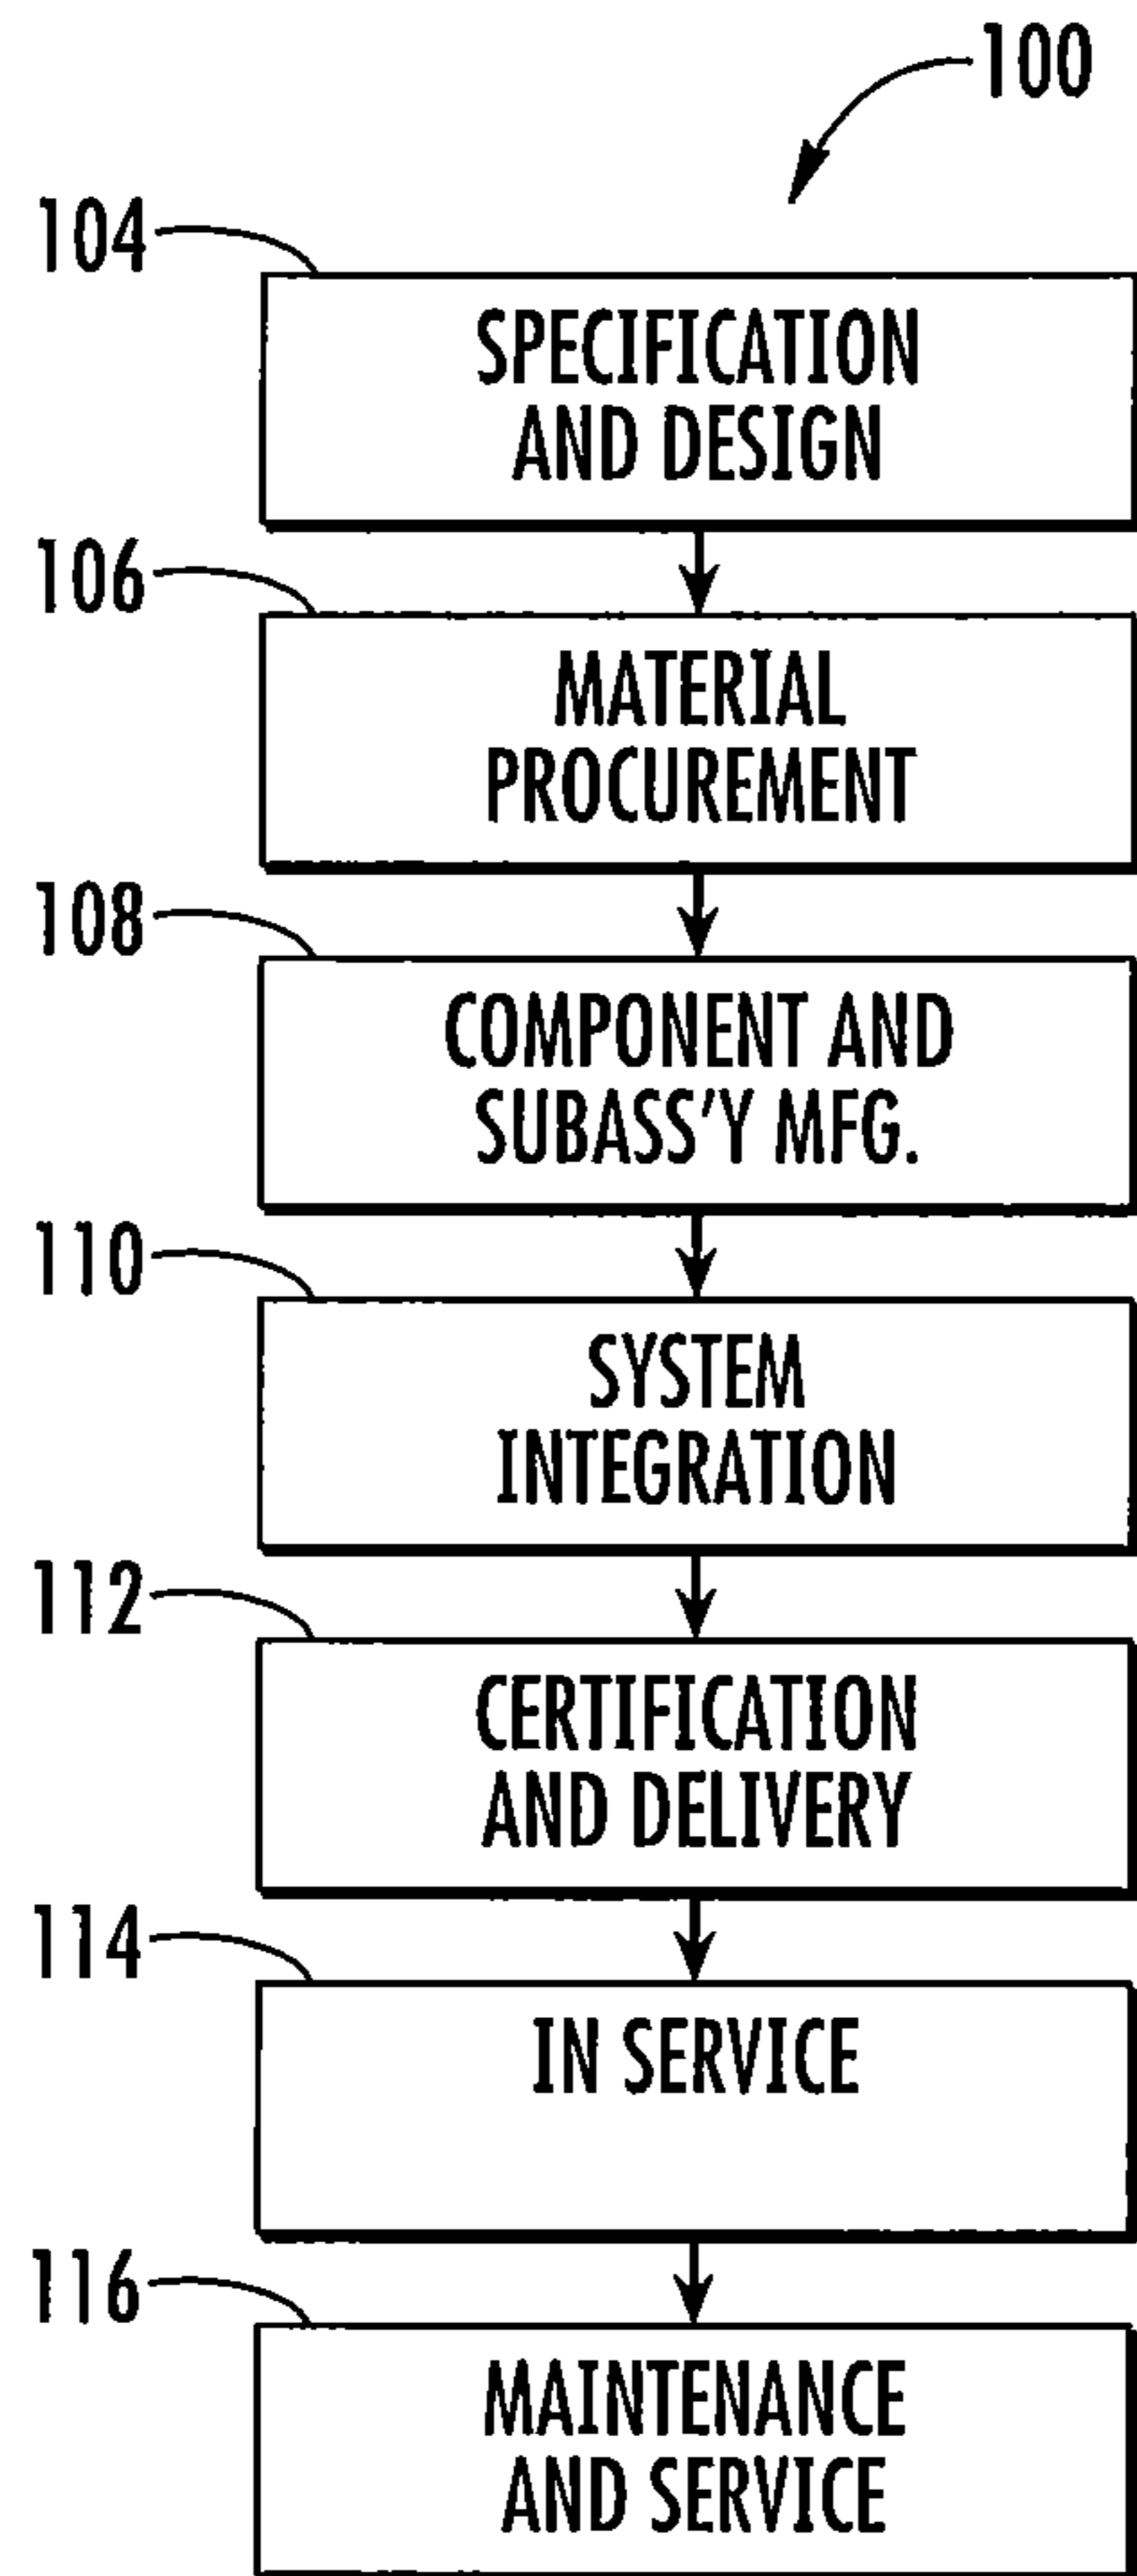 100
104
SPECIFICATION
AND DESIGN
106
MATERIAL
PROCUREMENT
108
COMPONENT AND
SUBASS'Y MFG.
110
SYSTEM
INTEGRATION
112
CERTIFICATION
AND DELIVERY
114
IN SERVICE
116
MAINTENANCE
AND SERVICE